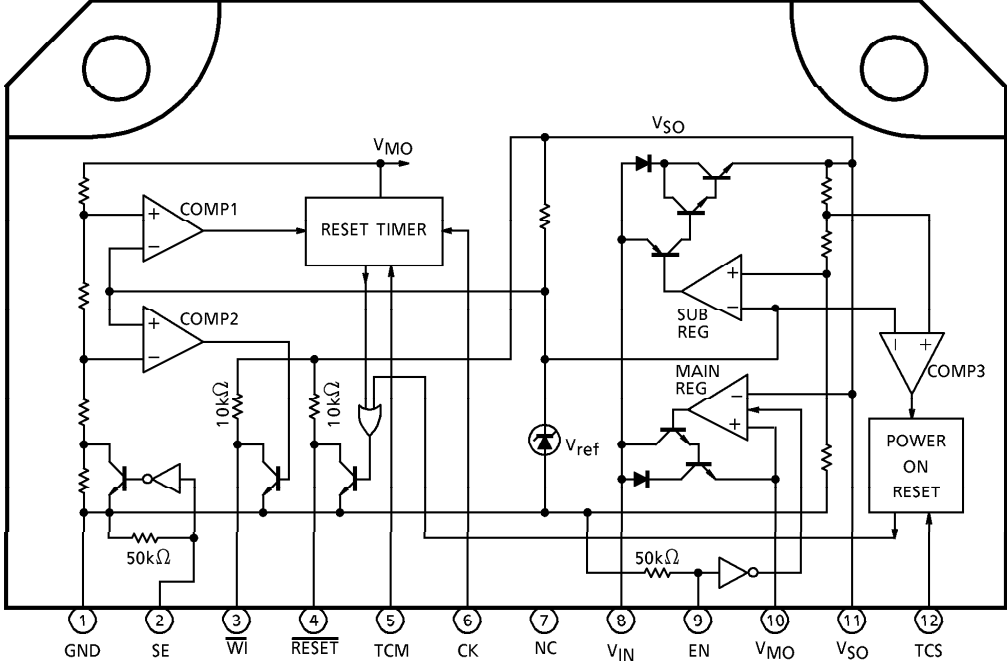 VSO
VMO
COMP1
+
−
RESET TIMER
COMP2
+
−
10kΩ
10kΩ
SUB
REG
+
−
MAIN
REG
−
+
− +
COMP3
Vref
POWER
ON
RESET
50kΩ
50kΩ
1 2 3 4 5 6 7 8 9 10 11 12
GND SE WI RESET TCM CK NC VIN EN VMO VSO TCS